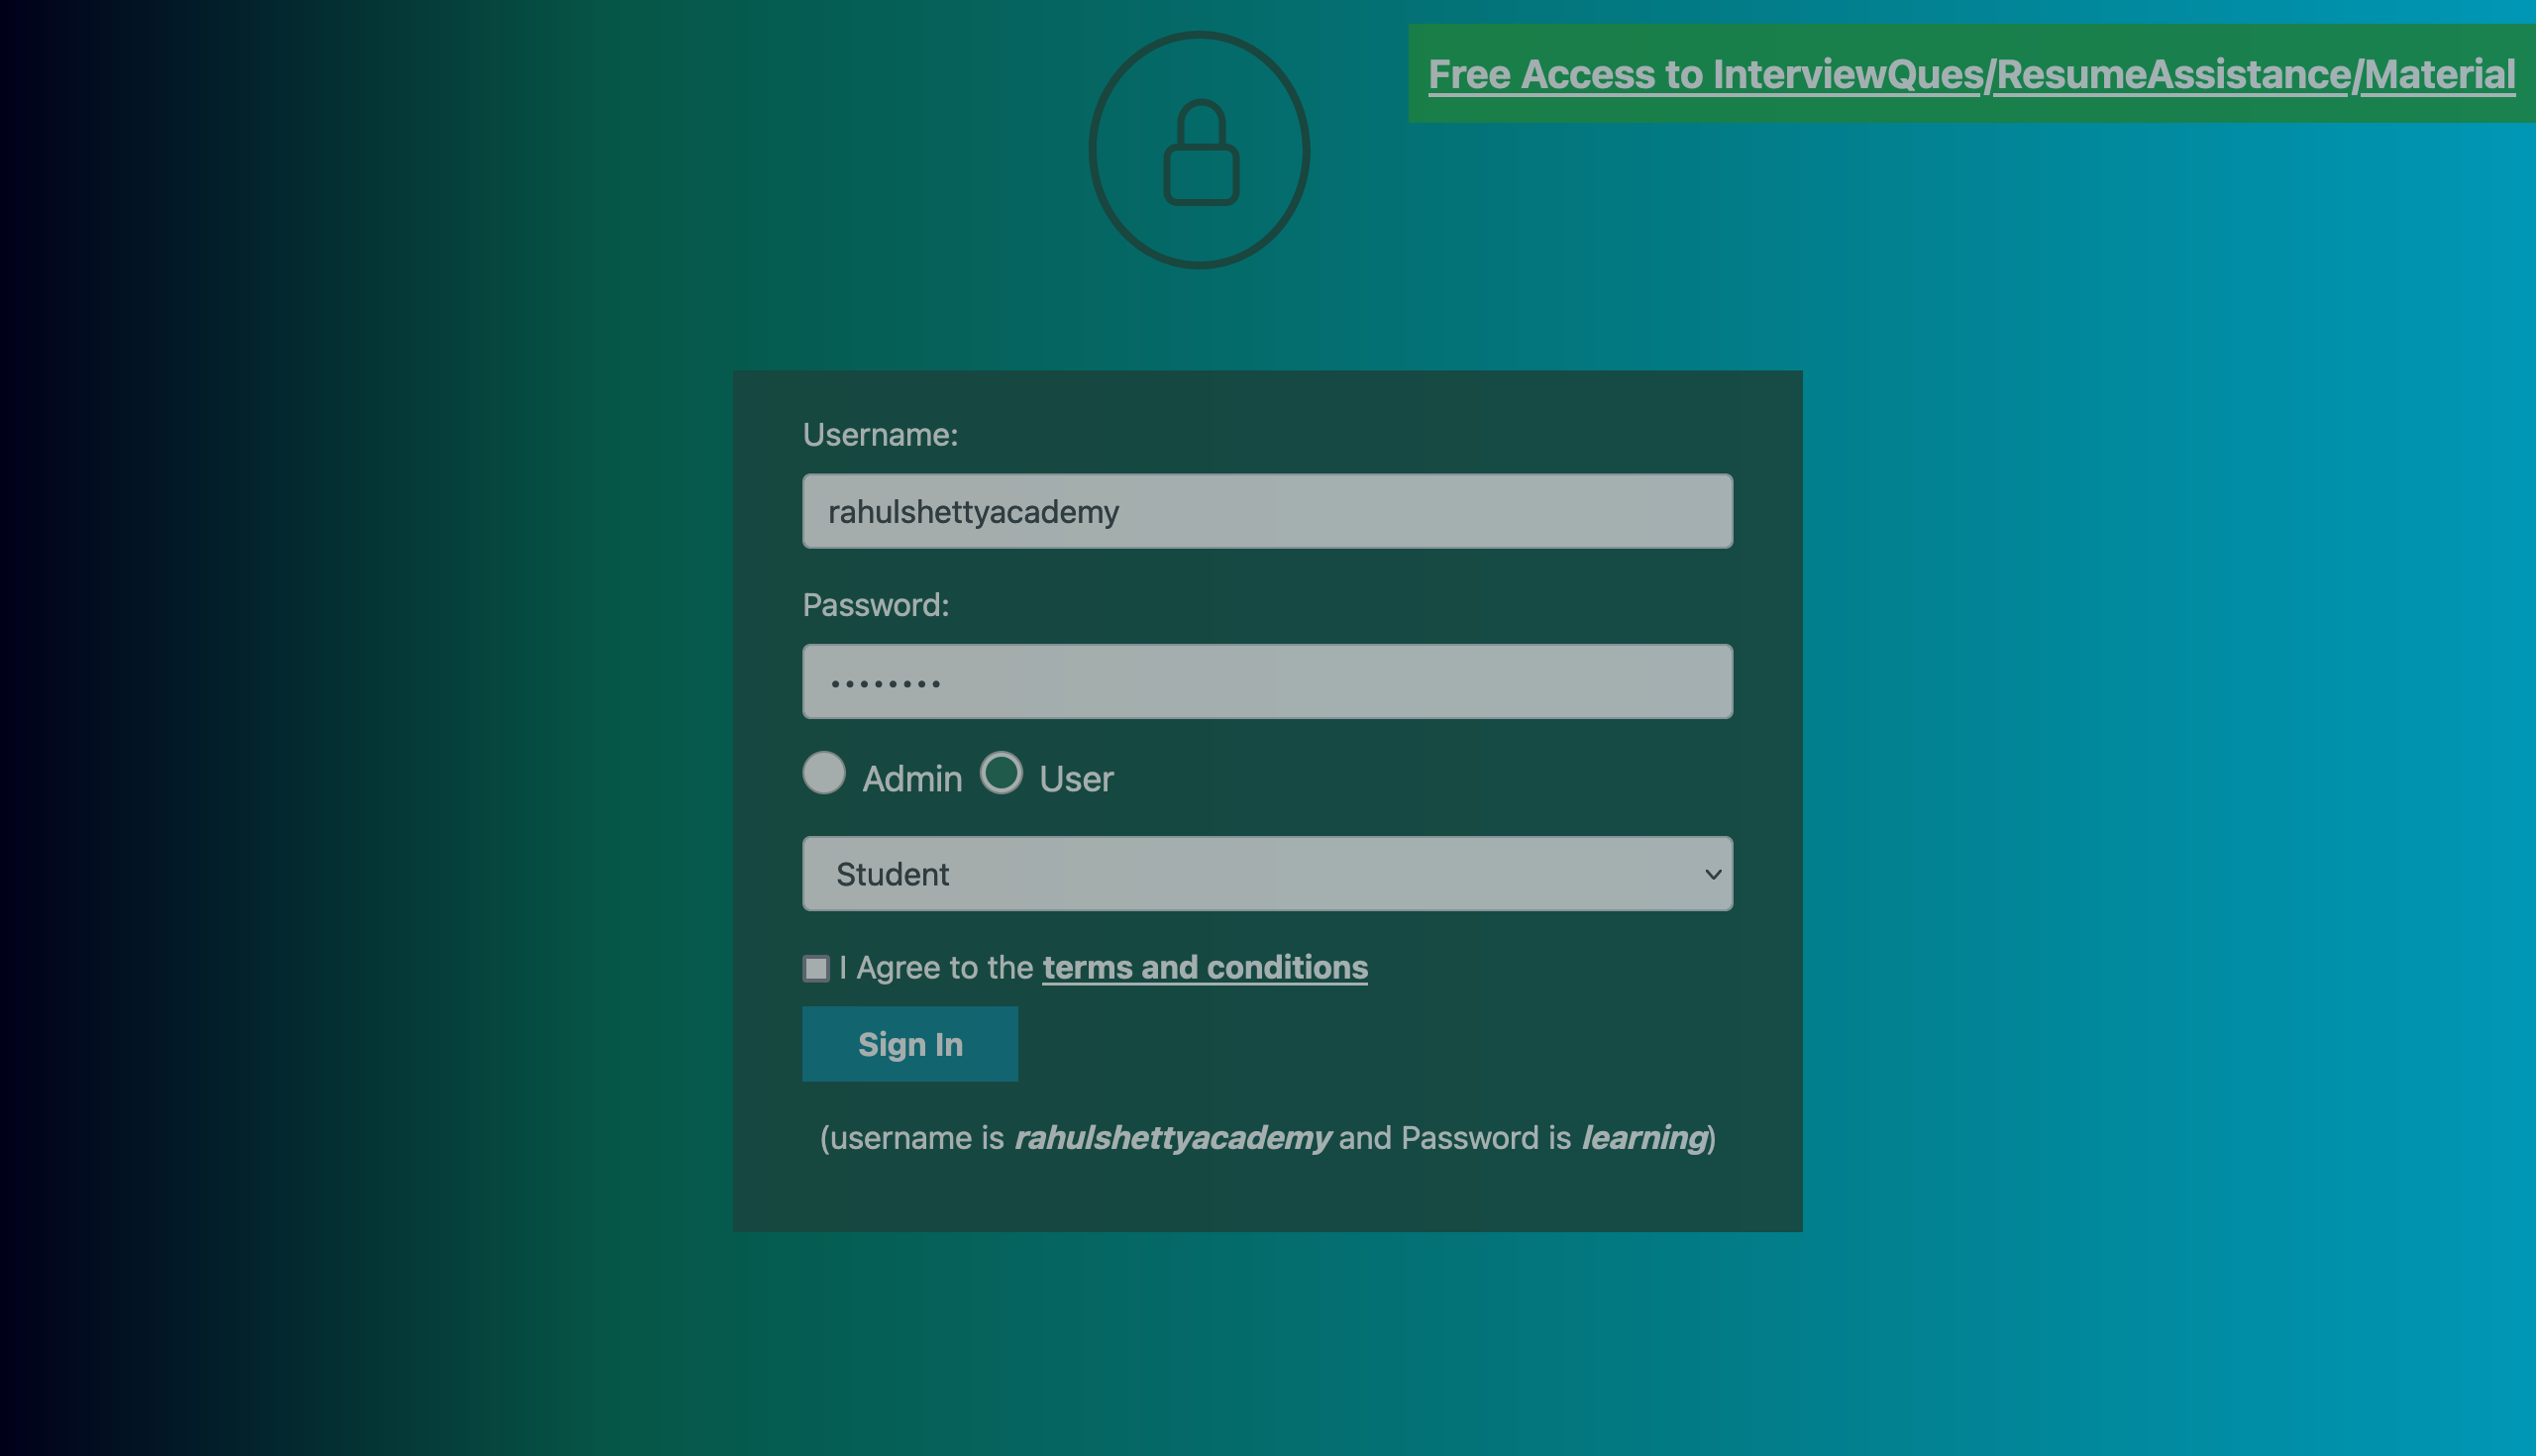 Free Access to InterviewQues/ResumeAssistance/Material
Username:
rahulshettyacademy
Password:
••••••••
Admin User
Student
I Agree to the terms and conditions
Sign In
(username is rahulshettyacademy and Password is learning)